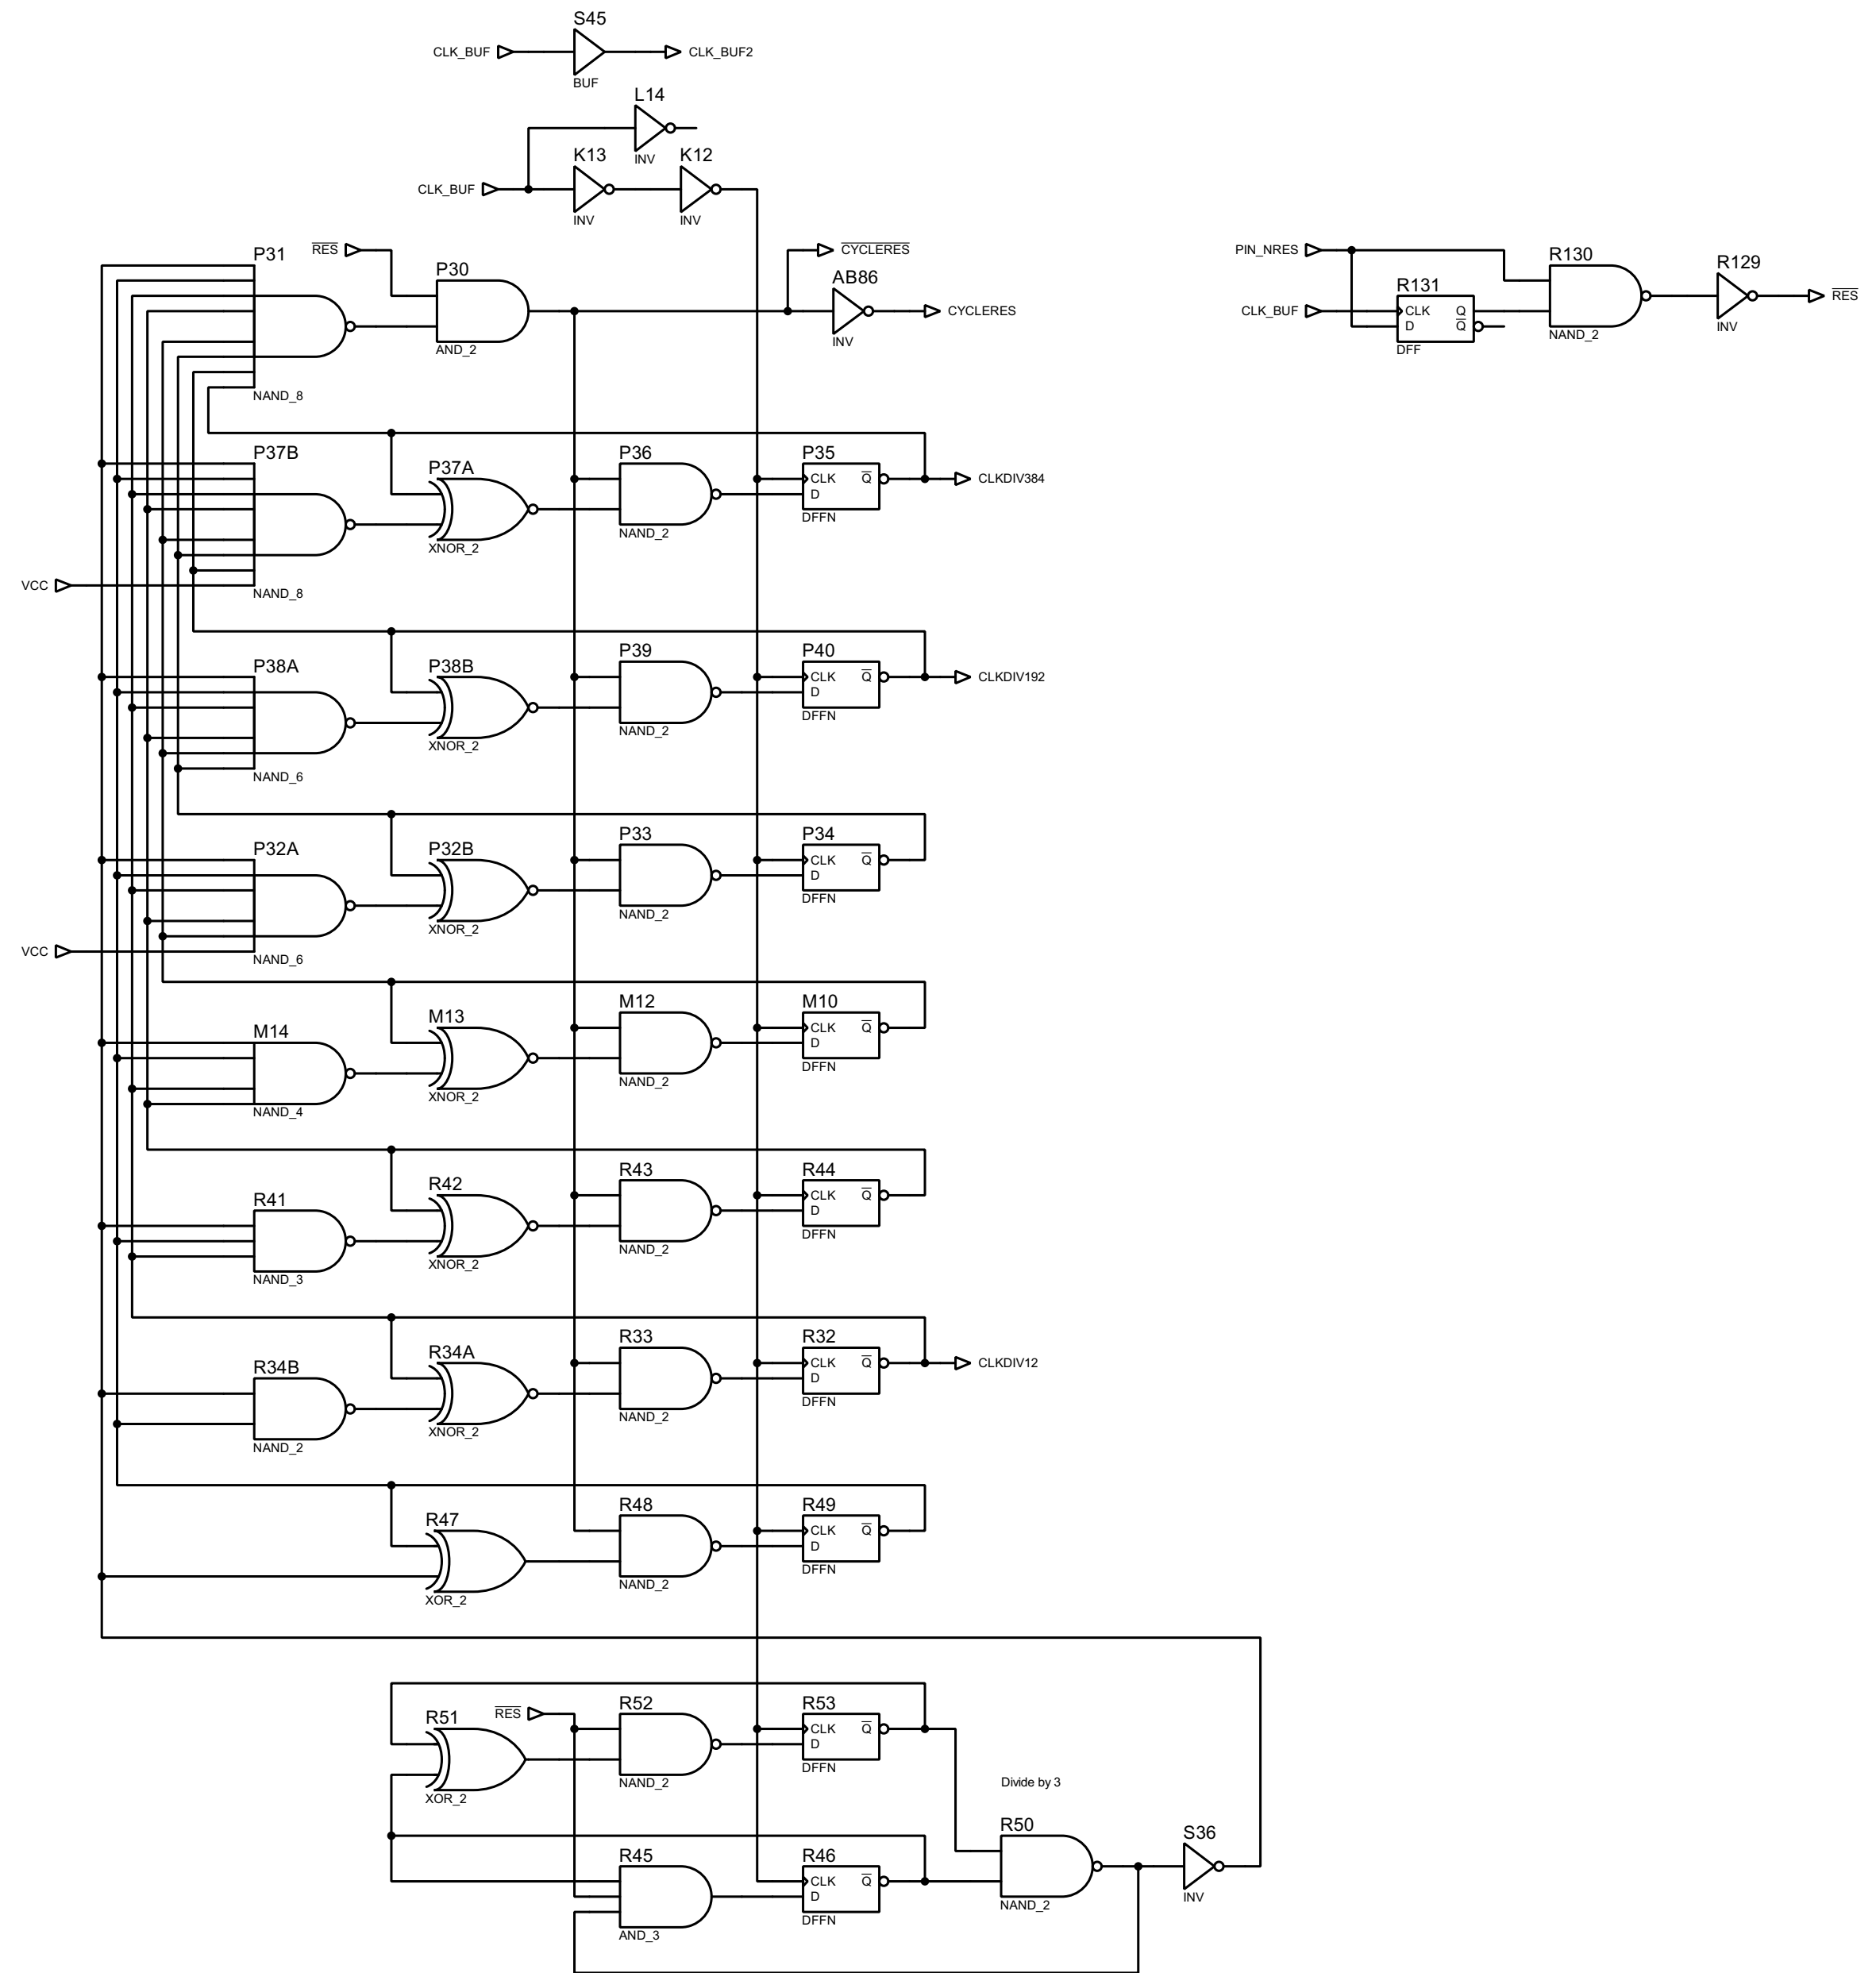 S45
CLK_BUF
CLK_BUF2
BUF
L14
INV
K13
K12
CLK_BUF
INV
INV
P31
RES
P30
CYCLERES
AB86
CYCLERES
AND_2
INV
NAND_8
PIN_NRES
R130
R131
R129
CLK_BUF
CLK Q
D Q
RES
NAND_2
INV
DFF
P37B
P37A
P36
P35
CLK Q
D
CLKDIV384
DFFN
NAND_2
XNOR_2
VCC
NAND_8
P38A
P38B
P39
P40
CLK Q
D
CLKDIV192
DFFN
NAND_2
XNOR_2
NAND_6
P32A
P32B
P33
P34
CLK Q
D
DFFN
NAND_2
XNOR_2
VCC
NAND_6
M14
M13
M12
M10
CLK Q
D
DFFN
NAND_2
XNOR_2
NAND_4
R41
R42
R43
R44
CLK Q
D
DFFN
NAND_2
XNOR_2
NAND_3
R34B
R34A
R33
R32
CLK Q
D
CLKDIV12
DFFN
NAND_2
XNOR_2
NAND_2
R47
R48
R49
CLK Q
D
DFFN
NAND_2
XOR_2
R51
RES
R52
R53
CLK Q
D
DFFN
NAND_2
XOR_2
Divide by 3
R50
S36
R45
R46
CLK Q
D
INV
NAND_2
DFFN
AND_3